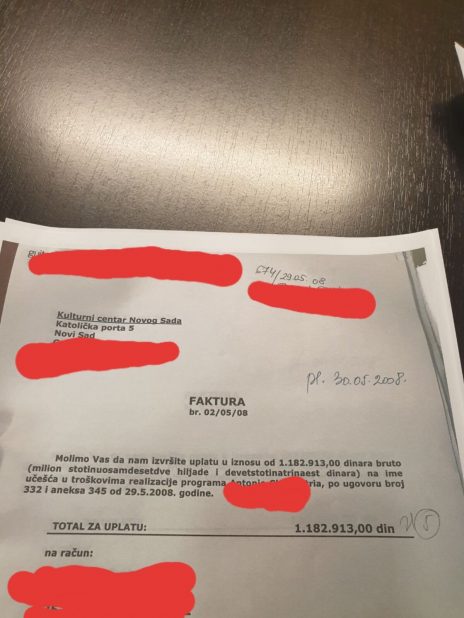 674/29.05.08
Kulturni centar Novog Sada
Katolička porta 5
Novi Sad
pl. 30.05.2008.
FAKTURA
br. 02/05/08
Molimo Vas da nam izvršite uplatu u iznosu od 1.182.913,00 dinara bruto
(milion stotinuosamdesetdve hiljade i devetstotinatrinaest dinara) na ime
učešća u troškovima realizacije programa po ugovoru broj
332 i aneksa 345 od 29.5.2008. godine.
TOTAL ZA UPLATU: 1.182.913,00 din
na račun: